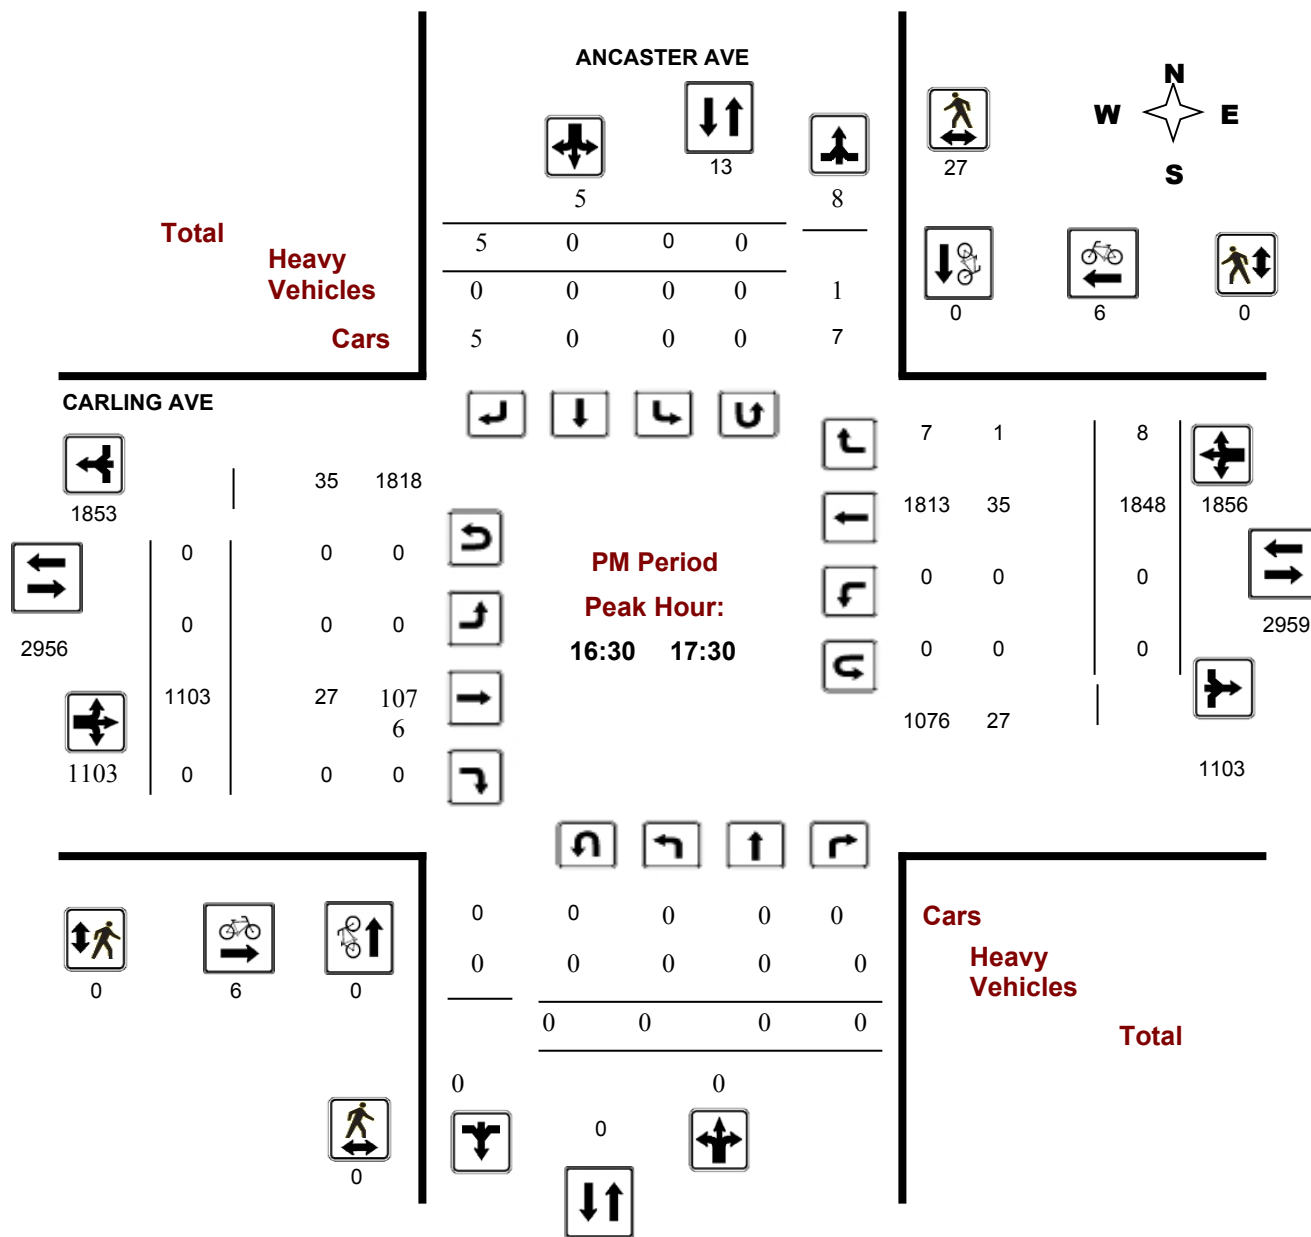 ANCASTER AVE
N
W E
S
13
27
5 8
Total
5 0 0 0
Heavy
Vehicles
0 0 0 0 1
0 6 0
Cars
5 0 0 0 7
CARLING AVE
7 1 8
35 1818
1853
1813 35 1848 1856
0 0 0
PM Period
0 0 0
Peak Hour:
0 0 0
2956
2959
16:30 17:30
0 0 0
1103 27 107
6
1076 27
1103 0 0 0
1103
0 0 0 0 0
Cars
0 0 0 0 0
Heavy
Vehicles
0 6 0
0 0 0 0
Total
0 0
0
0